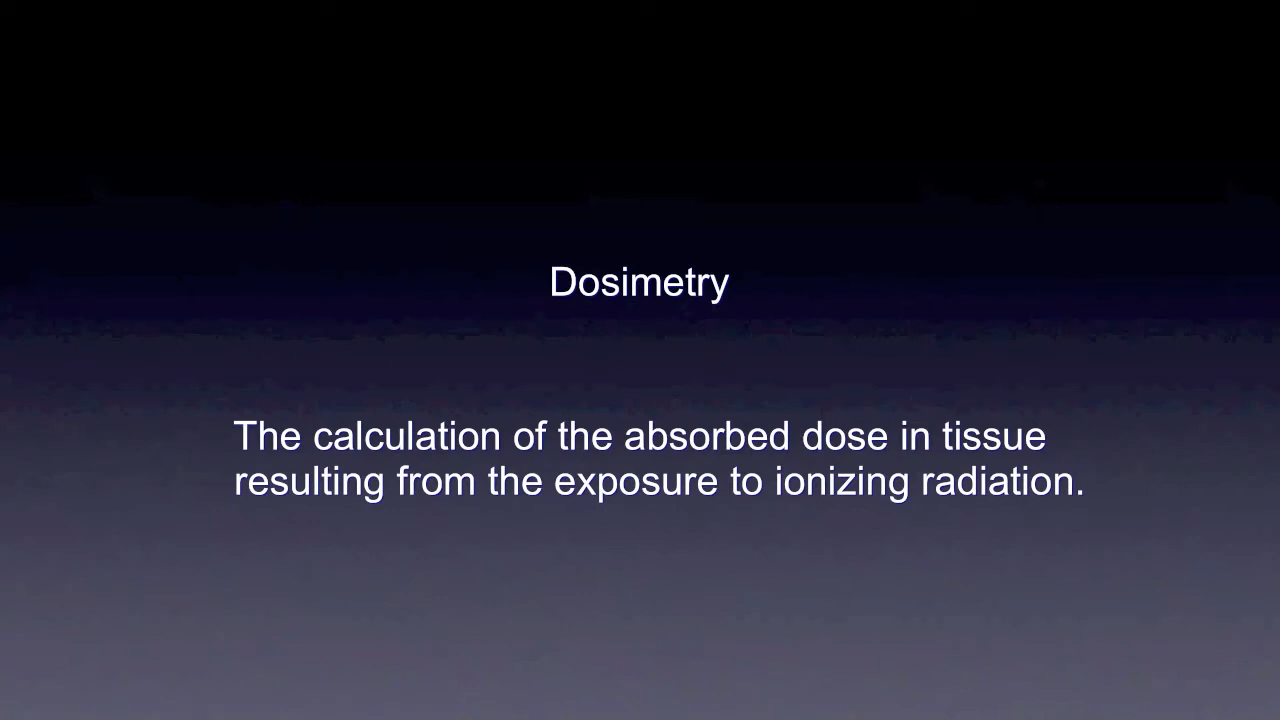 Dosimetry
The calculation of the absorbed dose in tissue
resulting from the exposure to ionizing radiation.